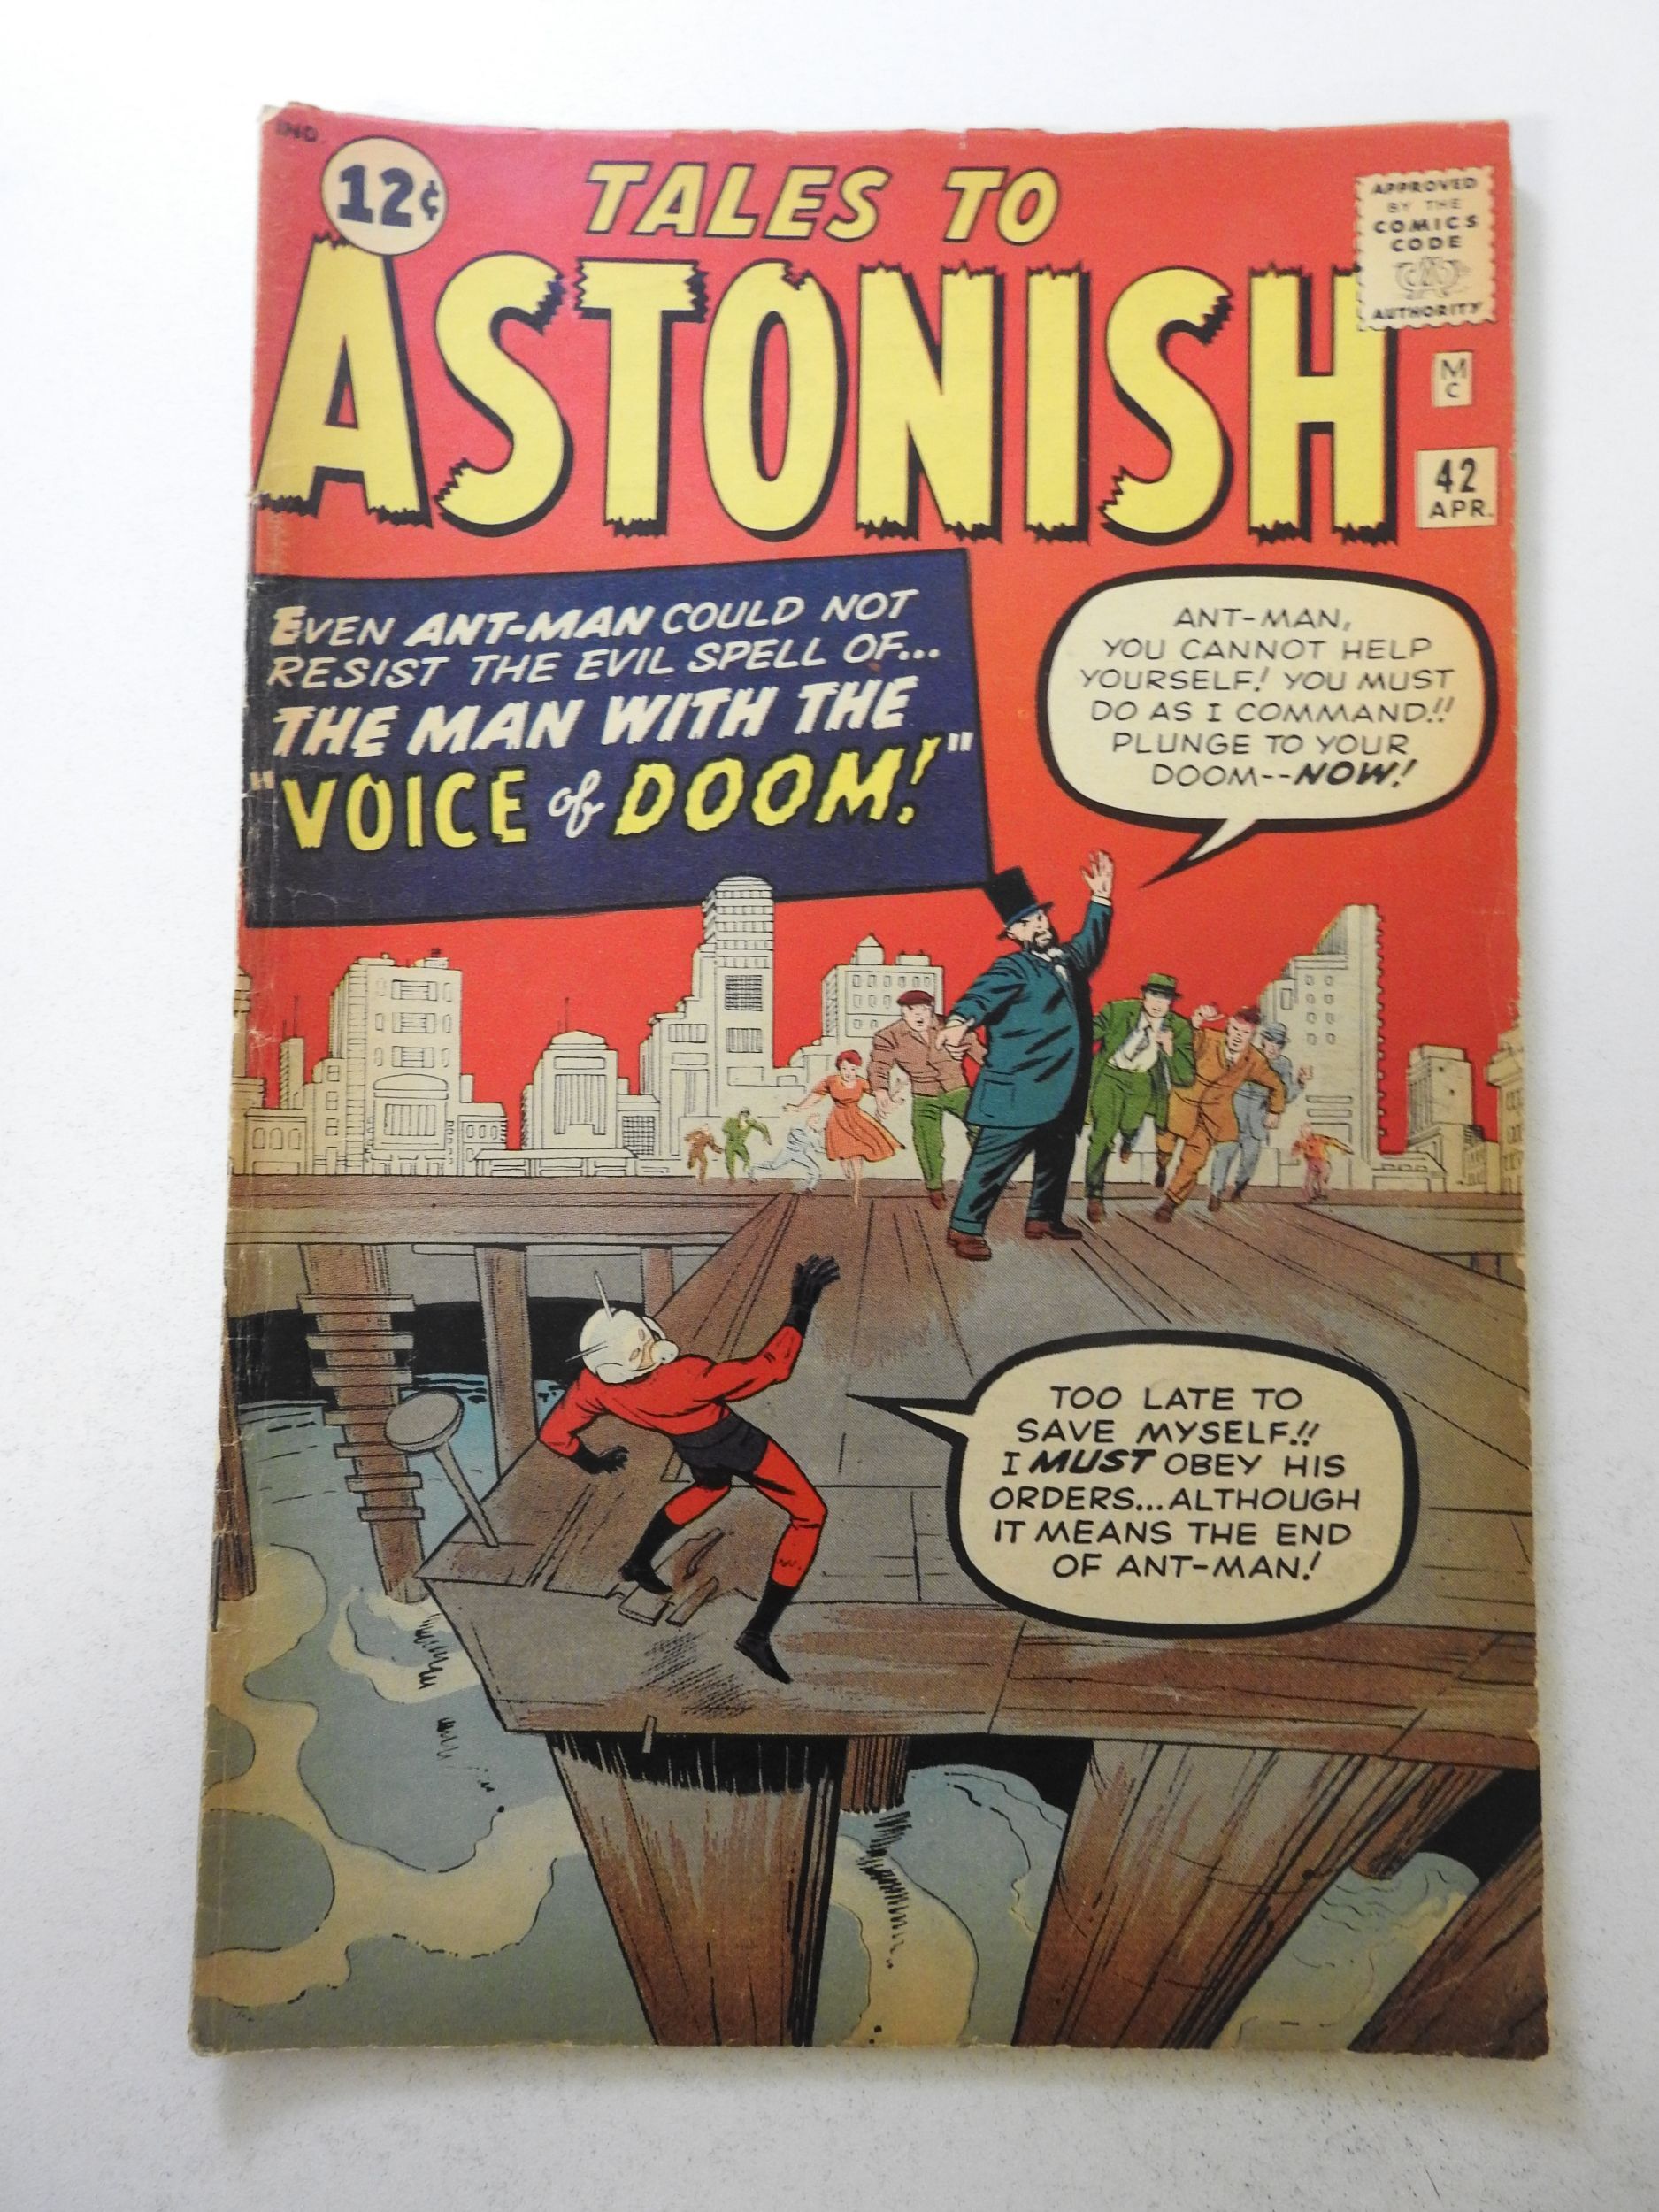 IND.
12¢
TALES TO
ASTONISH
APPROVED
BY THE
COMICS
CODE
AUTHORITY
MC
42
APR.
EVEN ANT-MAN COULD NOT
RESIST THE EVIL SPELL OF...
THE MAN WITH THE
"VOICE of DOOM!"
ANT-MAN,
YOU CANNOT HELP
YOURSELF! YOU MUST
DO AS I COMMAND!!
PLUNGE TO YOUR
DOOM--NOW!
TOO LATE TO
SAVE MYSELF!!
I MUST OBEY HIS
ORDERS...ALTHOUGH
IT MEANS THE END
OF ANT-MAN!